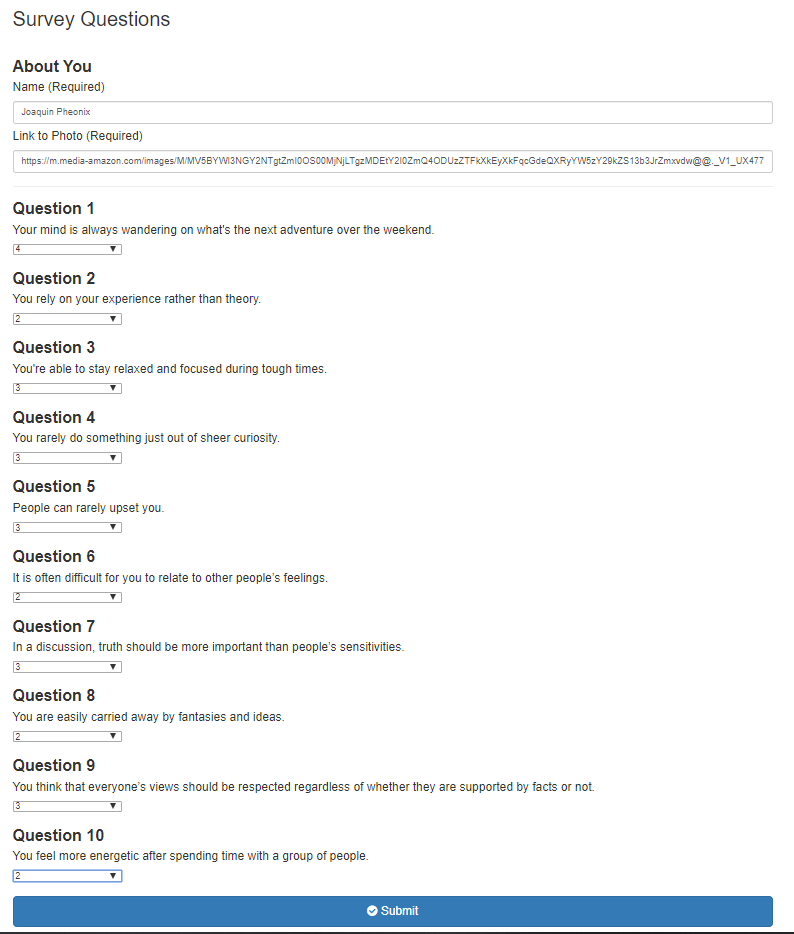 Survey Questions
About You
Name (Required)
Joaquin Pheonix
Link to Photo (Required)
Question 1
Your mind is always wandering on what's the next adventure over the weekend.
4
Question 2
You rely on your experience rather than theory.
2
Question 3
You're able to stay relaxed and focused during tough times.
3
Question 4
You rarely do something just out of sheer curiosity.
3
Question 5
People can rarely upset you.
3
Question 6
It is often difficult for you to relate to other people’s feelings.
2
Question 7
In a discussion, truth should be more important than people’s sensitivities.
3
Question 8
You are easily carried away by fantasies and ideas.
2
Question 9
You think that everyone’s views should be respected regardless of whether they are supported by facts or not.
3
Question 10
You feel more energetic after spending time with a group of people.
2
Submit